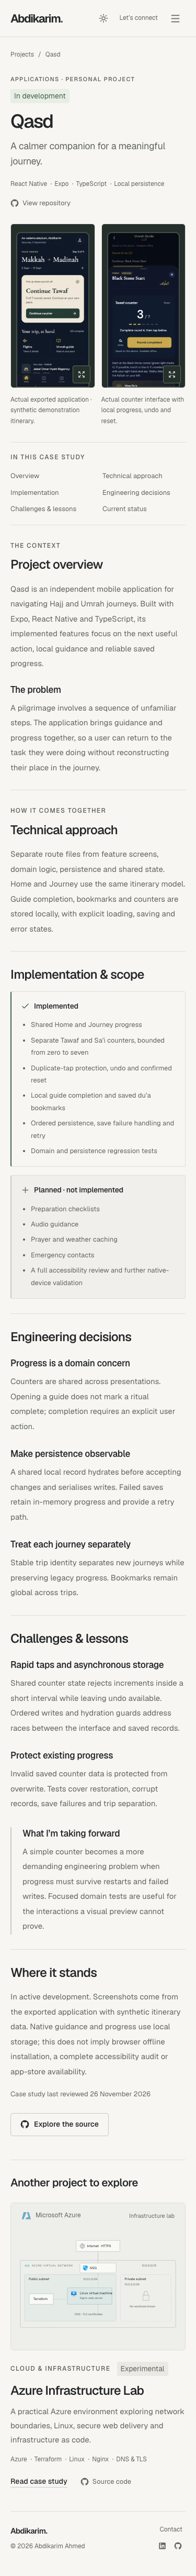 Abdikarim.
Let's connect
Projects / Qasd
APPLICATIONS · PERSONAL PROJECT
In development
Qasd
A calmer companion for a meaningful
journey.
React Native · Expo · TypeScript · Local persistence
View repository
Makkah + Madinah
Continue Tawaf
Your trip, at hand
Black Stone Start
Tawaf counter
3/7
Actual exported application ·
synthetic demonstration
itinerary.
Actual counter interface with
local progress, undo and
reset.
IN THIS CASE STUDY
Overview
Technical approach
Implementation
Engineering decisions
Challenges & lessons
Current status
THE CONTEXT
Project overview
Qasd is an independent mobile application for
navigating Hajj and Umrah journeys. Built with
Expo, React Native and TypeScript, its
implemented features focus on the next useful
action, local guidance and reliable saved
progress.
The problem
A pilgrimage involves a sequence of unfamiliar
steps. The application brings guidance and
progress together, so a user can return to the
task they were doing without reconstructing
their place in the journey.
HOW IT COMES TOGETHER
Technical approach
Separate route files from feature screens,
domain logic, persistence and shared state.
Home and Journey use the same itinerary model.
Guide completion, bookmarks and counters are
stored locally, with explicit loading, saving and
error states.
Implementation & scope
Implemented
• Shared Home and Journey progress
• Separate Tawaf and Sa'i counters, bounded
from zero to seven
• Duplicate-tap protection, undo and confirmed
reset
• Local guide completion and saved du'a
bookmarks
• Ordered persistence, save failure handling and
retry
• Domain and persistence regression tests
Planned · not implemented
• Preparation checklists
• Audio guidance
• Prayer and weather caching
• Emergency contacts
• A full accessibility review and further native-
device validation
Engineering decisions
Progress is a domain concern
Counters are shared across presentations.
Opening a guide does not mark a ritual
complete; completion requires an explicit user
action.
Make persistence observable
A shared local record hydrates before accepting
changes and serialises writes. Failed saves
retain in-memory progress and provide a retry
path.
Treat each journey separately
Stable trip identity separates new journeys while
preserving legacy progress. Bookmarks remain
global across trips.
Challenges & lessons
Rapid taps and asynchronous storage
Shared counter state rejects increments inside a
short interval while undo remains available.
Ordered writes and hydration guards address
races between the interface and saved records.
Protect existing progress
Invalid saved counter data is protected from
overwrite. Tests cover restoration, corrupt
records, save failures and trip separation.
What I'm taking forward
A simple counter becomes a more
demanding engineering problem when
progress must survive restarts and failed
writes. Focused domain tests are useful for
the interactions a visual preview cannot
prove.
Where it stands
In active development. Screenshots come from
the exported application with synthetic itinerary
data. Native guidance and progress use local
storage; this does not imply browser offline
installation, a complete accessibility audit or
app-store availability.
Case study last reviewed 26 November 2026
Explore the source
Another project to explore
Microsoft Azure
Infrastructure lab
Internet HTTPS
Public subnet
Private subnet
NSG
Terraform
Linux virtual machine
CLOUD & INFRASTRUCTURE
Experimental
Azure Infrastructure Lab
A practical Azure environment exploring network
boundaries, Linux, secure web delivery and
infrastructure as code.
Azure · Terraform · Linux · Nginx · DNS & TLS
Read case study
Source code
Abdikarim.
Contact
© 2026 Abdikarim Ahmed